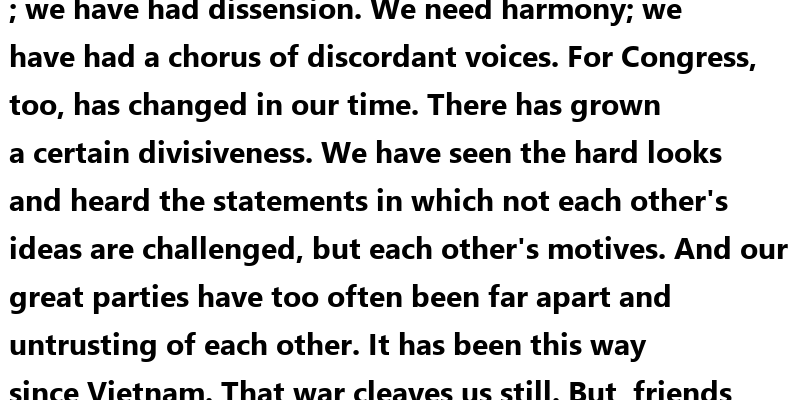 ; we have had dissension. We need harmony; we
have had a chorus of discordant voices. For Congress,
too, has changed in our time. There has grown
a certain divisiveness. We have seen the hard looks
and heard the statements in which not each other's
ideas are challenged, but each other's motives. And our
great parties have too often been far apart and
untrusting of each other. It has been this way
since Vietnam. That war cleaves us still. But  friends